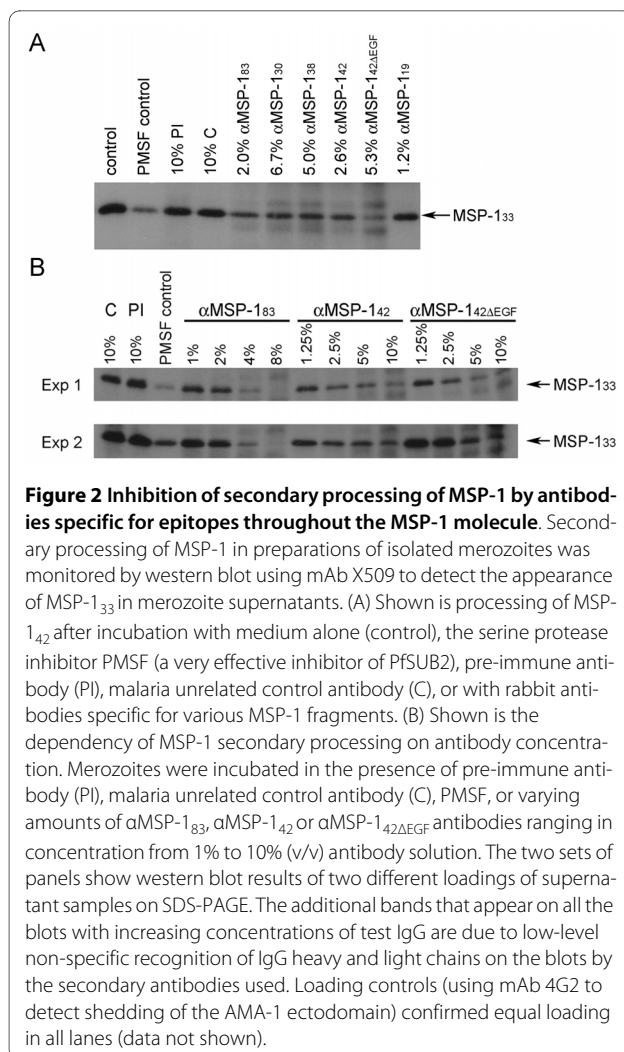 A
control
PMSF control
10% PI
10% C
2.0% αMSP-183
6.7% αMSP-130
5.0% αMSP-138
2.6% αMSP-142
5.3% αMSP-142ΔEGF
1.2% αMSP-119
MSP-133
B
C
PI
PMSF control
αMSP-183
αMSP-142
αMSP-142ΔEGF
10%
10%
1%
2%
4%
8%
1.25%
2.5%
5%
10%
1.25%
2.5%
5%
10%
Exp 1
MSP-133
Exp 2
MSP-133
Figure 2 Inhibition of secondary processing of MSP-1 by antibod-
ies specific for epitopes throughout the MSP-1 molecule. Second-
ary processing of MSP-1 in preparations of isolated merozoites was
monitored by western blot using mAb X509 to detect the appearance
of MSP-133 in merozoite supernatants. (A) Shown is processing of MSP-
142 after incubation with medium alone (control), the serine protease
inhibitor PMSF (a very effective inhibitor of PfSUB2), pre-immune anti-
body (PI), malaria unrelated control antibody (C), or with rabbit anti-
bodies specific for various MSP-1 fragments. (B) Shown is the
dependency of MSP-1 secondary processing on antibody concentra-
tion. Merozoites were incubated in the presence of pre-immune anti-
body (PI), malaria unrelated control antibody (C), PMSF, or varying
amounts of αMSP-183, αMSP-142 or αMSP-142ΔEGF antibodies ranging in
concentration from 1% to 10% (v/v) antibody solution. The two sets of
panels show western blot results of two different loadings of superna-
tant samples on SDS-PAGE. The additional bands that appear on all the
blots with increasing concentrations of test IgG are due to low-level
non-specific recognition of IgG heavy and light chains on the blots by
the secondary antibodies used. Loading controls (using mAb 4G2 to
detect shedding of the AMA-1 ectodomain) confirmed equal loading
in all lanes (data not shown).